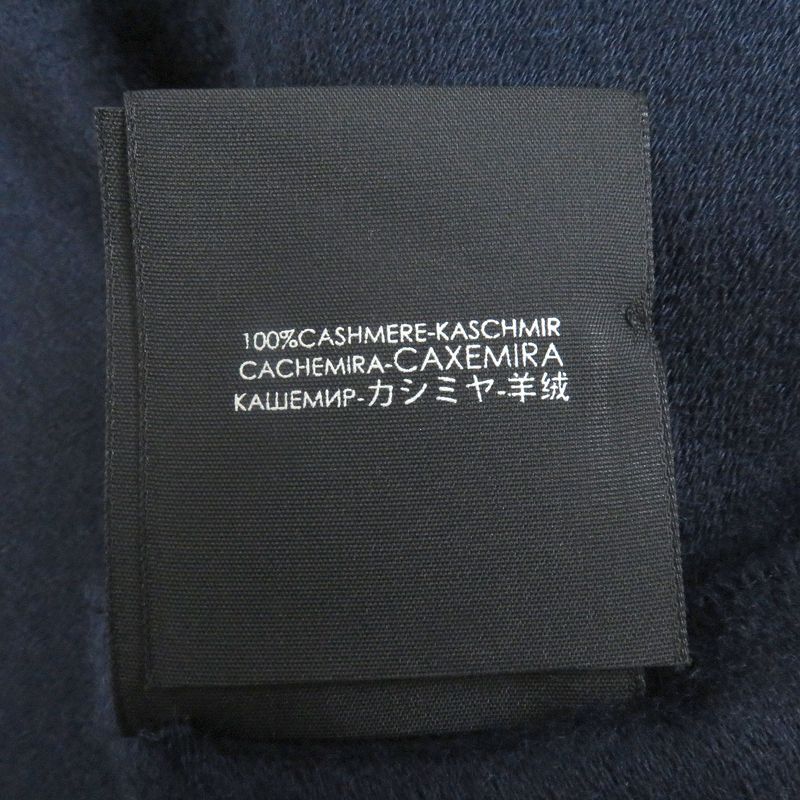 100%CASHMERE-KASCHMIR
CACHEMIRA-CAXEMIRA
КАШЕМИР-カシミヤ-羊绒